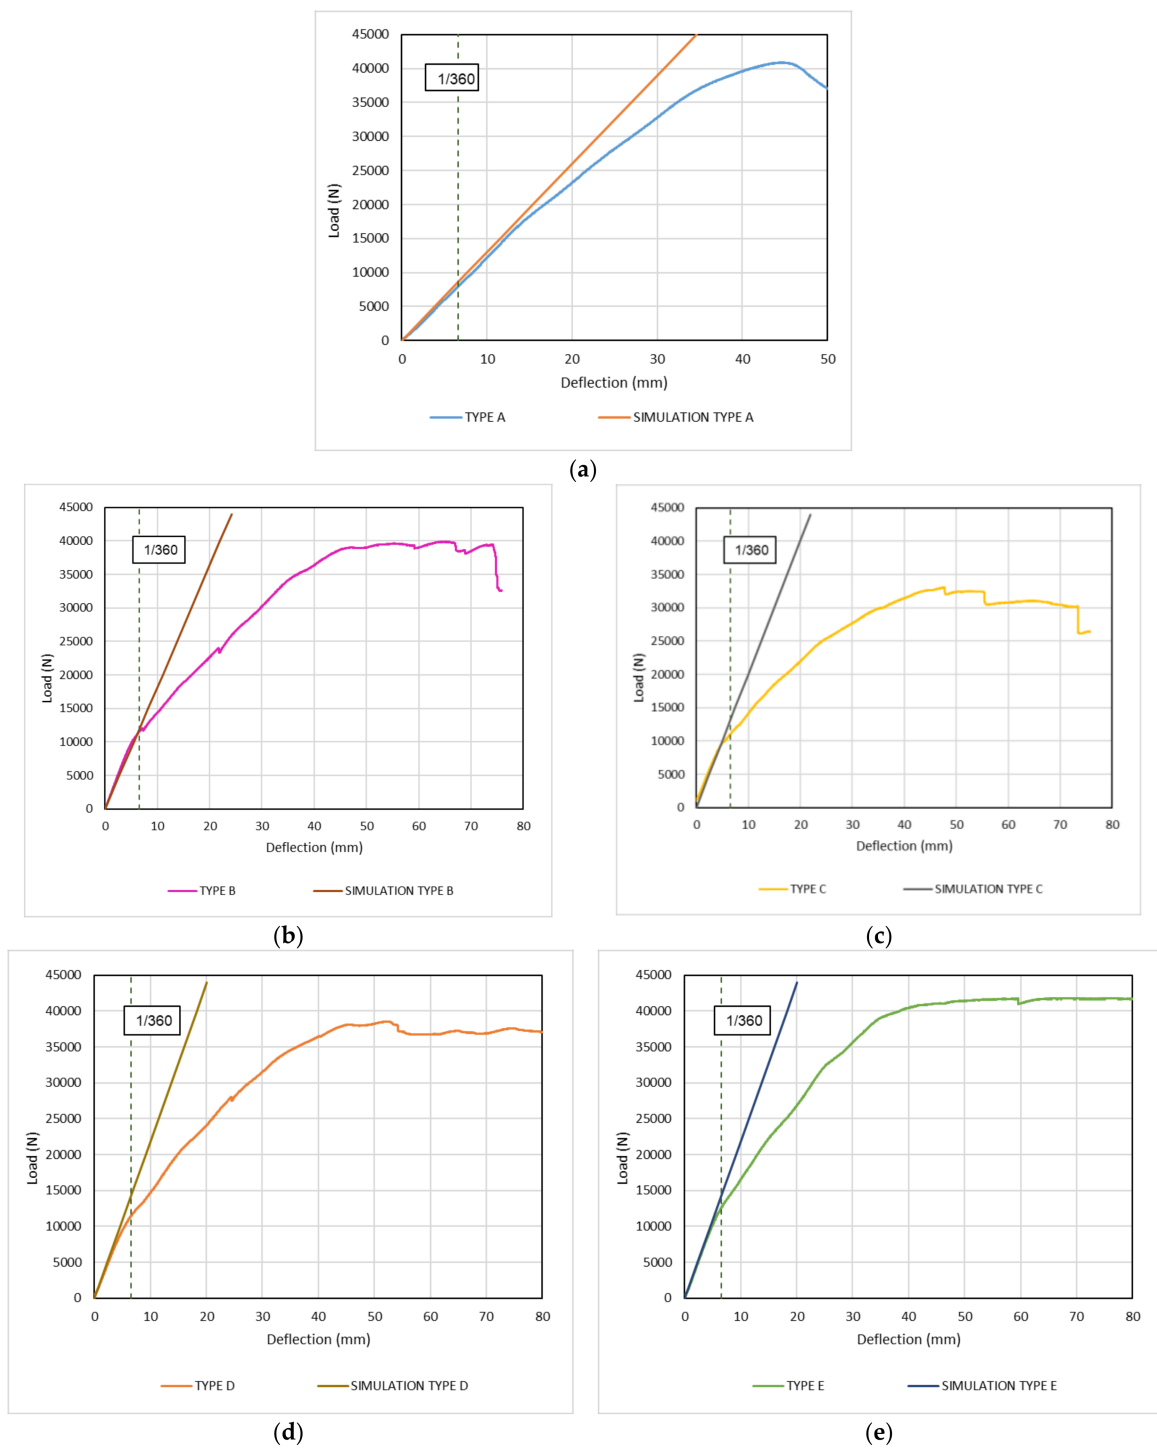 45000
40000
35000
30000
25000
20000
15000
10000
5000
0
Load (N)
1/360
0 10 20 30 40 50
Deflection (mm)
TYPE A SIMULATION TYPE A
(a)
45000
40000
35000
30000
25000
20000
15000
10000
5000
0
Load (N)
1/360
0 10 20 30 40 50 60 70 80
Deflection (mm)
TYPE B SIMULATION TYPE B
(b)
45000
40000
35000
30000
25000
20000
15000
10000
5000
0
Load (N)
1/360
0 10 20 30 40 50 60 70 80
Deflection (mm)
TYPE C SIMULATION TYPE C
(c)
45000
40000
35000
30000
25000
20000
15000
10000
5000
0
Load (N)
1/360
0 10 20 30 40 50 60 70 80
Deflection (mm)
TYPE D SIMULATION TYPE D
(d)
45000
40000
35000
30000
25000
20000
15000
10000
5000
0
Load (N)
1/360
0 10 20 30 40 50 60 70 80
Deflection (mm)
TYPE E SIMULATION TYPE E
(e)